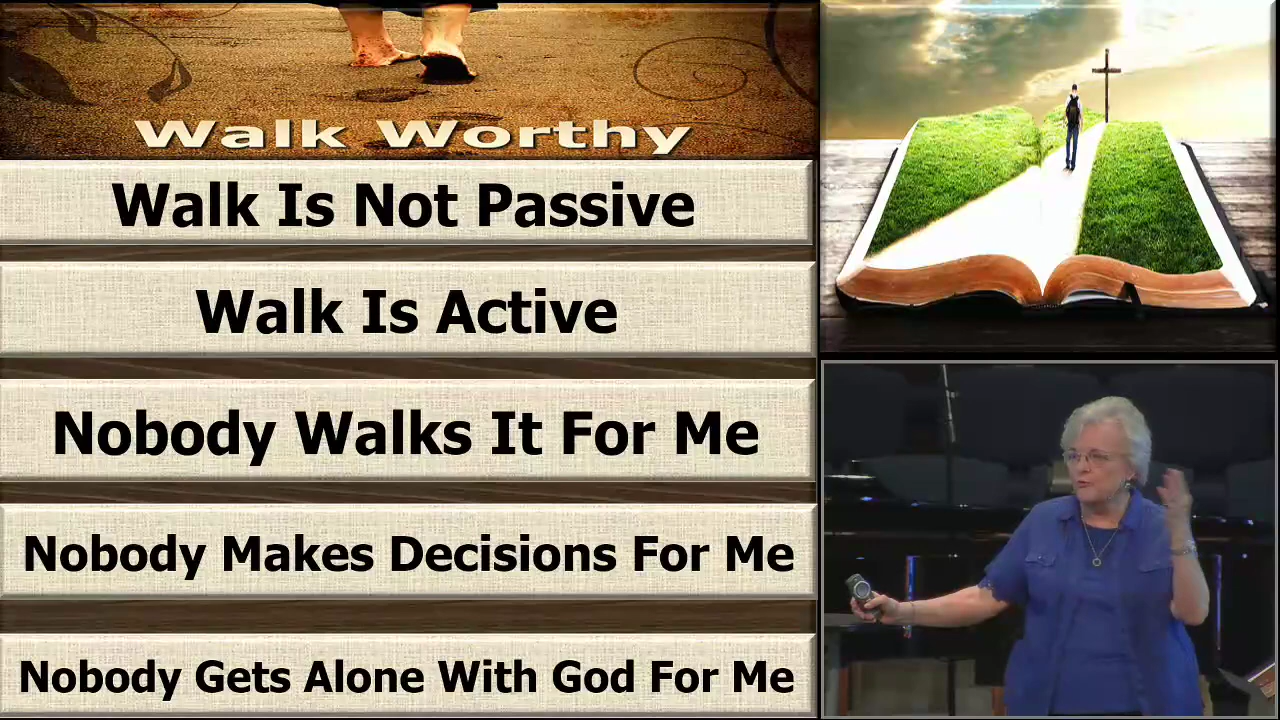 Walk Worthy
Walk Is Not Passive
Walk Is Active
Nobody Walks It For Me
Nobody Makes Decisions For Me
Nobody Gets Alone With God For Me